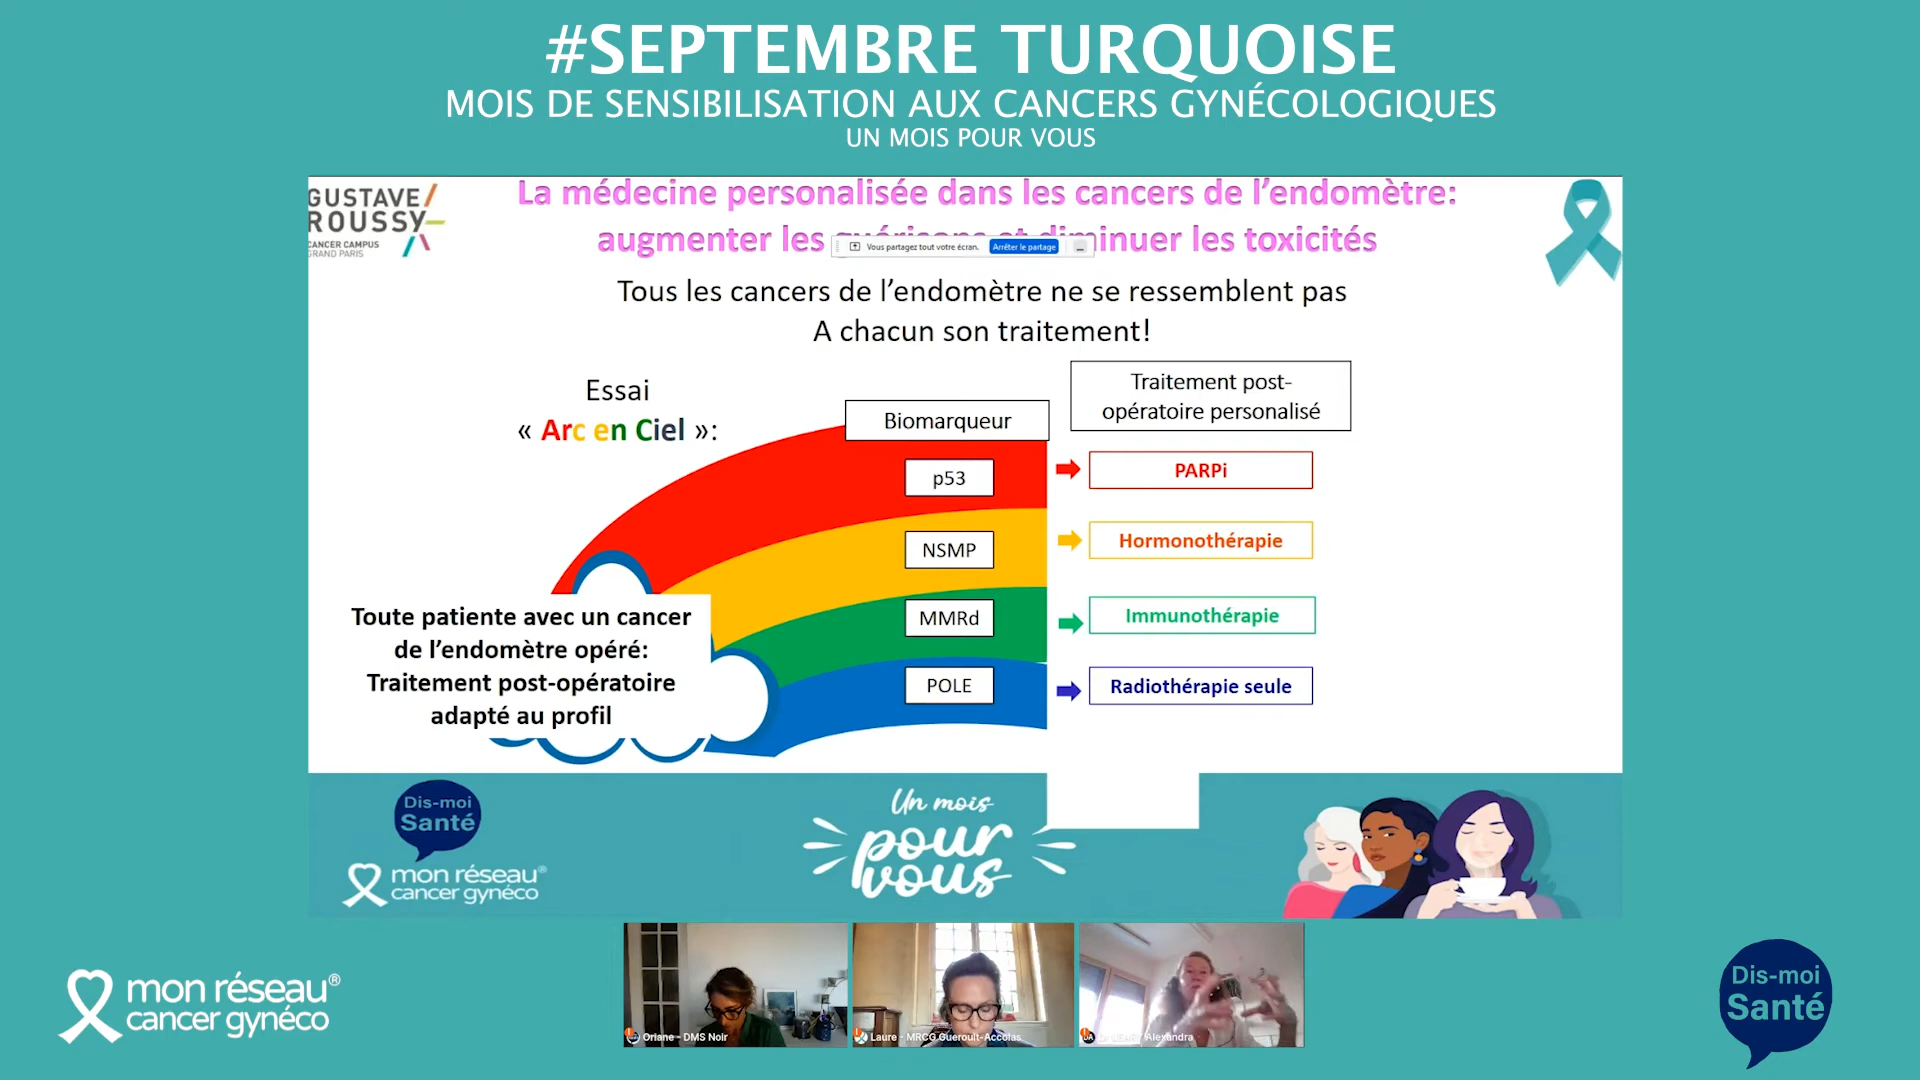 #SEPTEMBRE TURQUOISE
MOIS DE SENSIBILISATION AUX CANCERS GYNÉCOLOGIQUES
UN MOIS POUR VOUS
GUSTAVE
ROUSSY
CANCER CAMPUS
GRAND PARIS
La médecine personalisée dans les cancers de l'endomètre:
augmenter les guérisons et diminuer les toxicités
Vous partagez tout votre écran. Arrêter le partage
Tous les cancers de l'endomètre ne se ressemblent pas
A chacun son traitement!
Essai
« Arc en Ciel »:
Biomarqueur
Traitement post-
opératoire personalisé
p53
PARPi
NSMP
Hormonothérapie
MMRd
Immunothérapie
POLE
Radiothérapie seule
Toute patiente avec un cancer
de l'endomètre opéré:
Traitement post-opératoire
adapté au profil
Dis-moi
Santé
mon réseau®
cancer gynéco
Un mois
pour
vous
Oriane - DMS Noir
Laure - MRCG Gueroult-Accolas
Alexandra
mon réseau®
cancer gynéco
Dis-moi
Santé